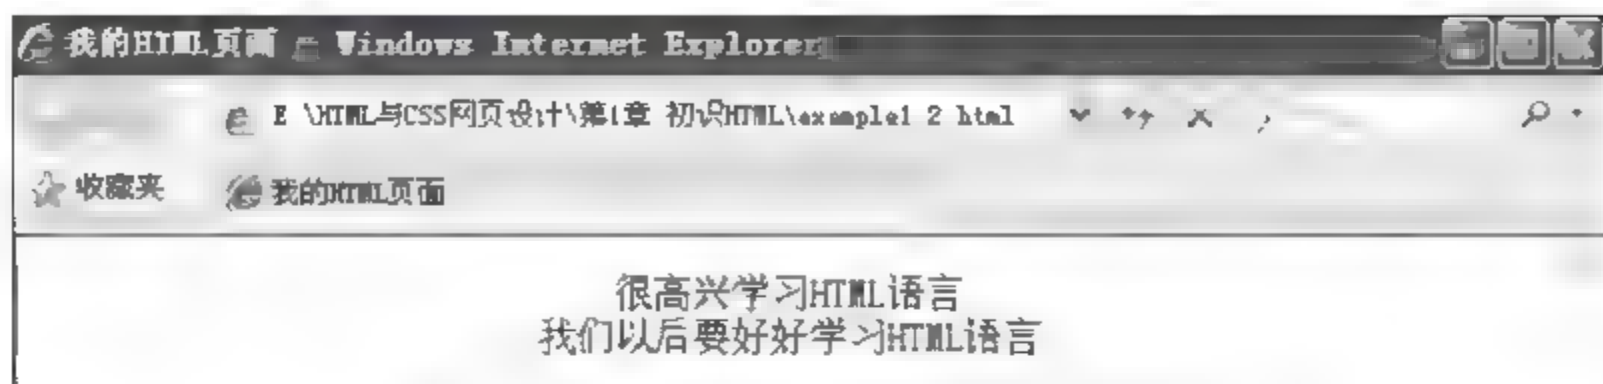 我的HTML页面 - Windows Internet Explorer
E \HTML与CSS网页设计\第1章 初识HTML\example1 2 html
收藏夹 我的HTML页面
很高兴学习HTML语言
我们以后要好好学习HTML语言